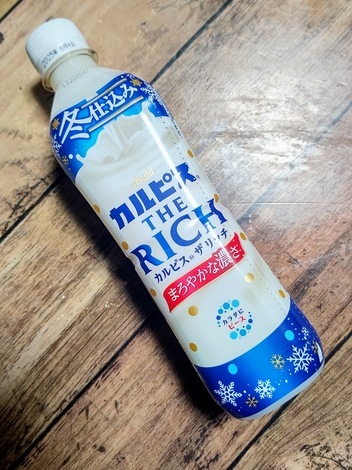 冬仕込み
カルピス
THE
RICH
カルピス® ザ リッチ
まろやかな濃さ
カラダに
ピース